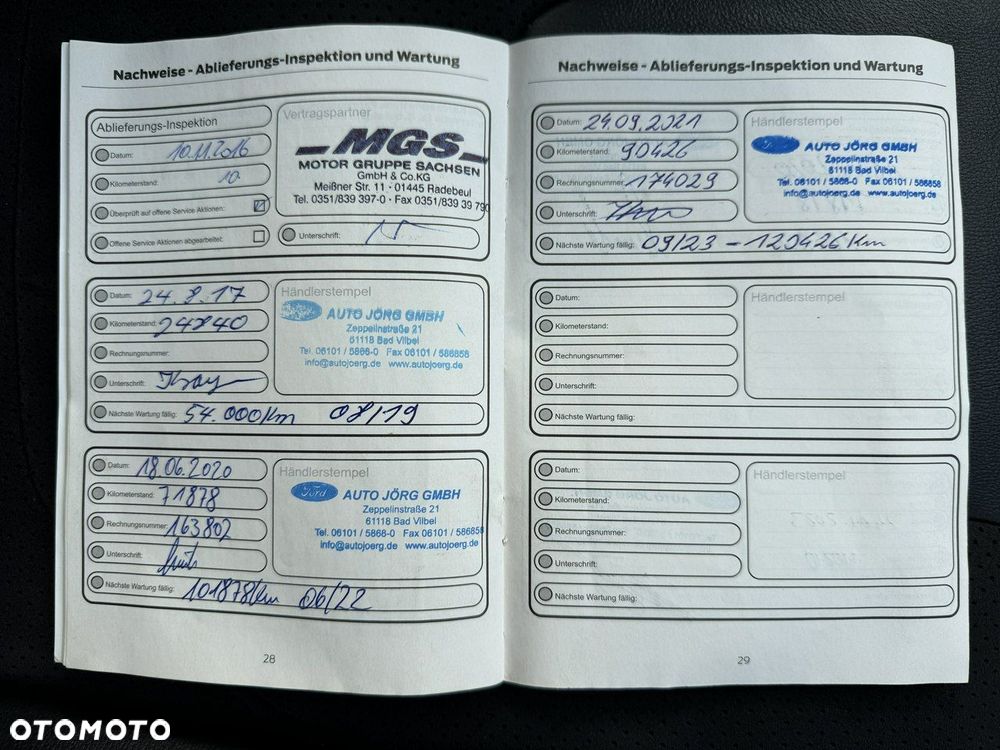 Nachweise - Ablieferungs-Inspektion und Wartung
Ablieferungs-Inspektion
Datum: 10.11.2016
Kilometerstand: 10
Überprüft auf offene Service Aktionen:
Offene Service Aktionen abgearbeitet:
Vertragspartner
MGS
MOTOR GRUPPE SACHSEN
GmbH & Co.KG
Meißner Str. 11 · 01445 Radebeul
Tel. 0351/839 397-0 · Fax 0351/839 39 790
Unterschrift:
Datum: 24.8.17
Kilometerstand: 24840
Rechnungsnummer:
Unterschrift:
Nächste Wartung fällig: 54.000km 08/19
Händlerstempel
AUTO JÖRG GMBH
Zeppelinstraße 21
61118 Bad Vilbel
Tel. 06101 / 5868-0 Fax 06101 / 586858
info@autojoerg.de www.autojoerg.de
Datum: 18.06.2020
Kilometerstand: 71878
Rechnungsnummer: 163802
Unterschrift:
Nächste Wartung fällig: 101878km 06/22
Händlerstempel
Ford AUTO JÖRG GMBH
Zeppelinstraße 21
61118 Bad Vilbel
Tel. 06101 / 5868-0 Fax 06101 / 586858
info@autojoerg.de www.autojoerg.de
28
Nachweise - Ablieferungs-Inspektion und Wartung
Datum: 24.09.2021
Kilometerstand: 90426
Rechnungsnummer: 174029
Unterschrift:
Nächste Wartung fällig: 09/23 - 120426km
Händlerstempel
AUTO JÖRG GMBH
Zeppelinstraße 21
61118 Bad Vilbel
Tel. 06101 / 5868-0 Fax 06101 / 586858
info@autojoerg.de www.autojoerg.de
Datum:
Kilometerstand:
Rechnungsnummer:
Unterschrift:
Nächste Wartung fällig:
Händlerstempel
Datum:
Kilometerstand:
Rechnungsnummer:
Unterschrift:
Nächste Wartung fällig:
Händlerstempel
29
OTOMOTO